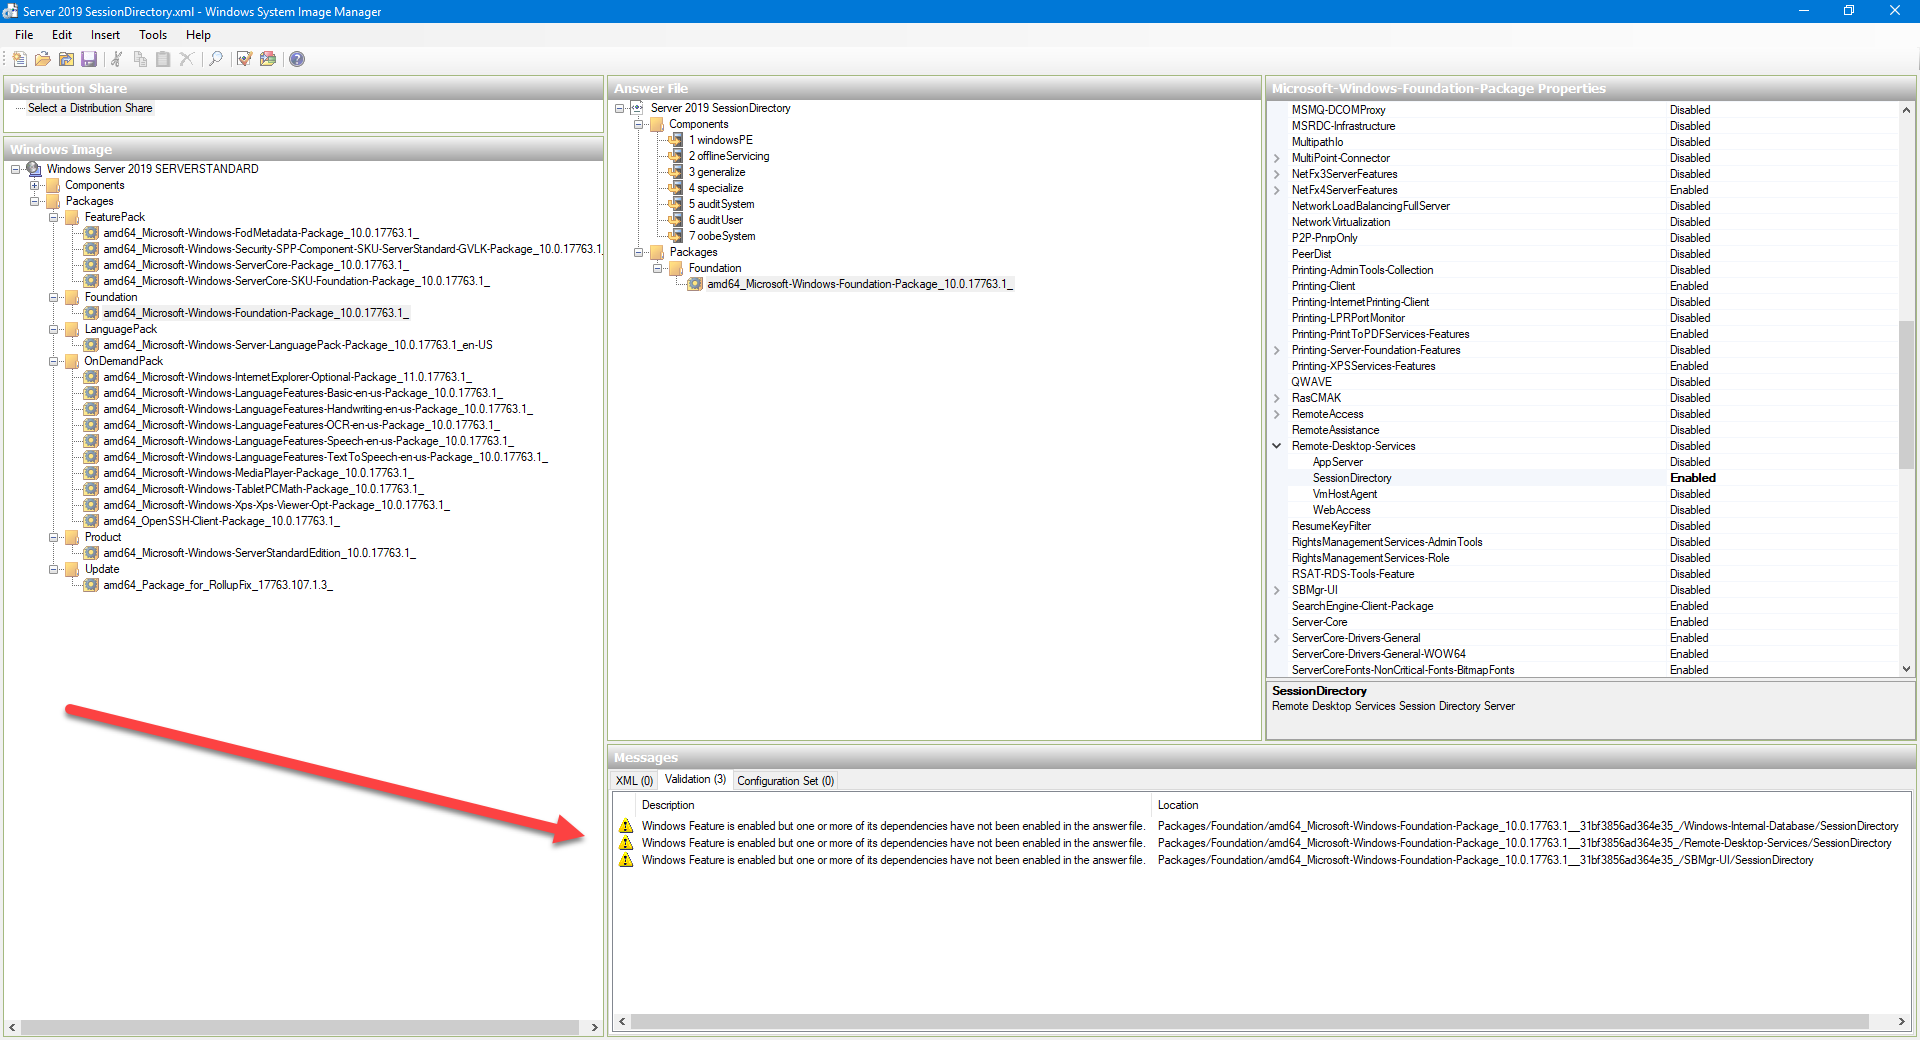 Server 2019 SessionDirectory.xml - Windows System Image Manager
File Edit Insert Tools Help
Distribution Share
Select a Distribution Share
Windows Image
Windows Server 2019 SERVERSTANDARD
Components
Packages
FeaturePack
amd64_Microsoft-Windows-FodMetadata-Package_10.0.17763.1_
amd64_Microsoft-Windows-Security-SPP-Component-SKU-ServerStandard-GVLK-Package_10.0.17763.1_
amd64_Microsoft-Windows-ServerCore-Package_10.0.17763.1_
amd64_Microsoft-Windows-ServerCore-SKU-Foundation-Package_10.0.17763.1_
Foundation
amd64_Microsoft-Windows-Foundation-Package_10.0.17763.1_
LanguagePack
amd64_Microsoft-Windows-Server-LanguagePack-Package_10.0.17763.1_en-US
OnDemandPack
amd64_Microsoft-Windows-InternetExplorer-Optional-Package_11.0.17763.1_
amd64_Microsoft-Windows-LanguageFeatures-Basic-en-us-Package_10.0.17763.1_
amd64_Microsoft-Windows-LanguageFeatures-Handwriting-en-us-Package_10.0.17763.1_
amd64_Microsoft-Windows-LanguageFeatures-OCR-en-us-Package_10.0.17763.1_
amd64_Microsoft-Windows-LanguageFeatures-Speech-en-us-Package_10.0.17763.1_
amd64_Microsoft-Windows-LanguageFeatures-TextToSpeech-en-us-Package_10.0.17763.1_
amd64_Microsoft-Windows-MediaPlayer-Package_10.0.17763.1_
amd64_Microsoft-Windows-TabletPCMath-Package_10.0.17763.1_
amd64_Microsoft-Windows-Xps-Xps-Viewer-Opt-Package_10.0.17763.1_
amd64_OpenSSH-Client-Package_10.0.17763.1_
Product
amd64_Microsoft-Windows-ServerStandardEdition_10.0.17763.1_
Update
amd64_Package_for_RollupFix_17763.107.1.3_
Answer File
Server 2019 SessionDirectory
Components
1 windowsPE
2 offlineServicing
3 generalize
4 specialize
5 auditSystem
6 auditUser
7 oobeSystem
Packages
Foundation
amd64_Microsoft-Windows-Foundation-Package_10.0.17763.1_
Microsoft-Windows-Foundation-Package Properties
MSMQ-DCOMProxy Disabled
MSRDC-Infrastructure Disabled
MultipathIo Disabled
MultiPoint-Connector Disabled
NetFx3ServerFeatures Disabled
NetFx4ServerFeatures Enabled
NetworkLoadBalancingFullServer Disabled
NetworkVirtualization Disabled
P2P-PnrpOnly Disabled
PeerDist Disabled
Printing-AdminTools-Collection Disabled
Printing-Client Enabled
Printing-InternetPrinting-Client Disabled
Printing-LPRPortMonitor Disabled
Printing-PrintToPDFServices-Features Enabled
Printing-Server-Foundation-Features Disabled
Printing-XPSServices-Features Enabled
QWAVE Disabled
RasCMAK Disabled
RemoteAccess Disabled
RemoteAssistance Disabled
Remote-Desktop-Services Disabled
AppServer Disabled
SessionDirectory Enabled
VmHostAgent Disabled
WebAccess Disabled
ResumeKeyFilter Disabled
RightsManagementServices-AdminTools Disabled
RightsManagementServices-Role Disabled
RSAT-RDS-Tools-Feature Disabled
SBMgr-UI Disabled
SearchEngine-Client-Package Enabled
Server-Core Enabled
ServerCore-Drivers-General Enabled
ServerCore-Drivers-General-WOW64 Enabled
ServerCoreFonts-NonCritical-Fonts-BitmapFonts Enabled
SessionDirectory
Remote Desktop Services Session Directory Server
Messages
XML (0) Validation (3) Configuration Set (0)
Description Location
Windows Feature is enabled but one or more of its dependencies have not been enabled in the answer file. Packages/Foundation/amd64_Microsoft-Windows-Foundation-Package_10.0.17763.1__31bf3856ad364e35_/Windows-Internal-Database/SessionDirectory
Windows Feature is enabled but one or more of its dependencies have not been enabled in the answer file. Packages/Foundation/amd64_Microsoft-Windows-Foundation-Package_10.0.17763.1__31bf3856ad364e35_/Remote-Desktop-Services/SessionDirectory
Windows Feature is enabled but one or more of its dependencies have not been enabled in the answer file. Packages/Foundation/amd64_Microsoft-Windows-Foundation-Package_10.0.17763.1__31bf3856ad364e35_/SBMgr-UI/SessionDirectory